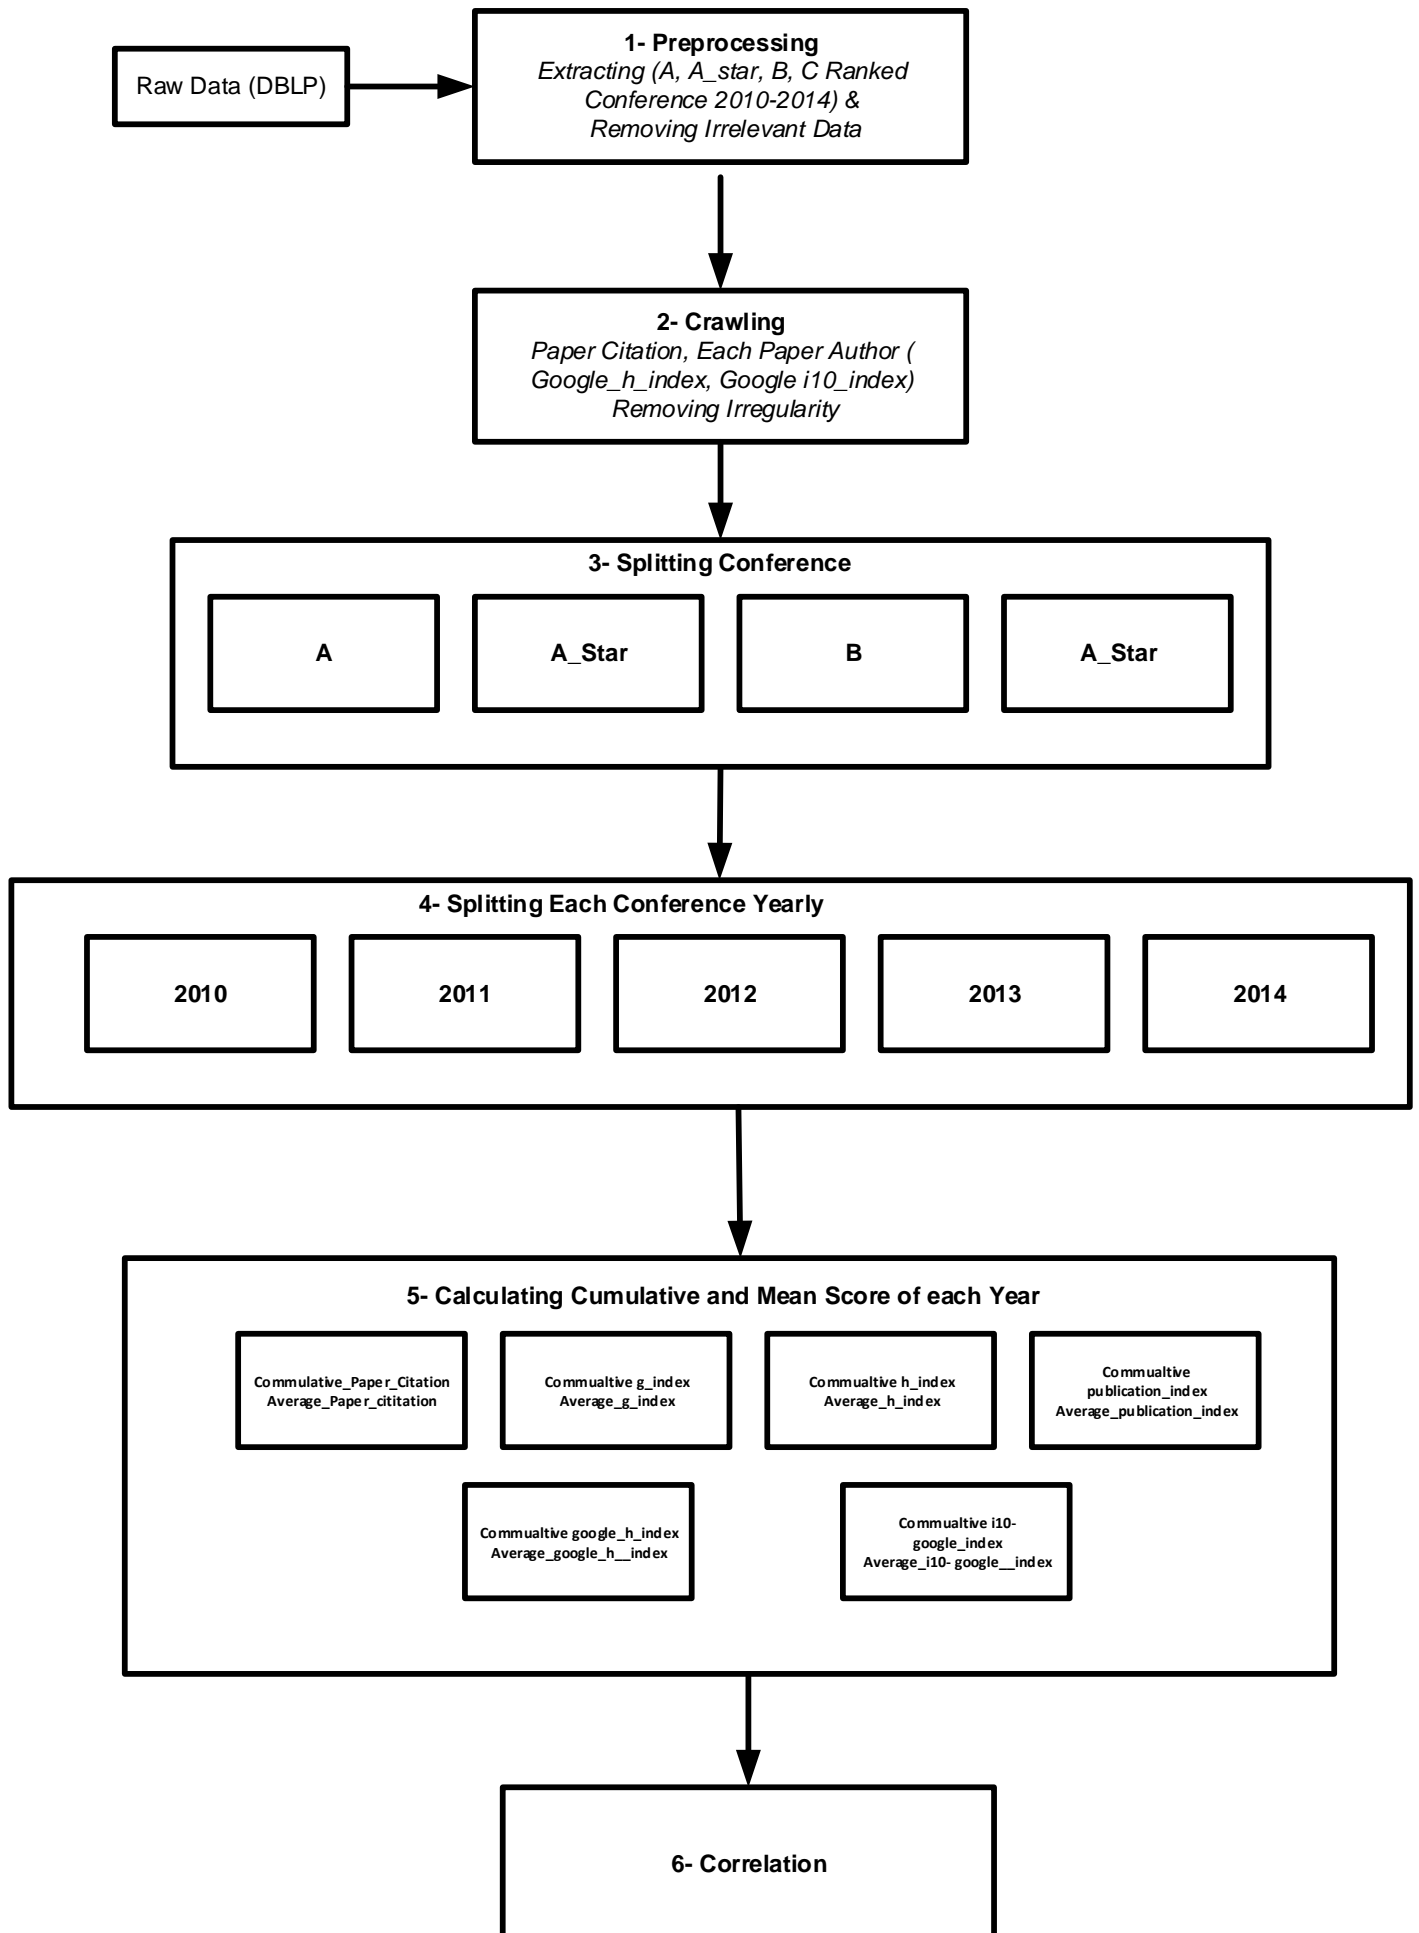 Raw Data (DBLP)
1- Preprocessing
Extracting (A, A_star, B, C Ranked
Conference 2010-2014) &
Removing Irrelevant Data
2- Crawling
Paper Citation, Each Paper Author (
Google_h_index, Google i10_index)
Removing Irregularity
3- Splitting Conference
A
A_Star
B
A_Star
4- Splitting Each Conference Yearly
2010
2011
2012
2013
2014
5- Calculating Cumulative and Mean Score of each Year
Commulative_Paper_Citation
Average_Paper_cititation
Commualtive g_index
Average_g_index
Commualtive h_index
Average_h_index
Commualtive
publication_index
Average_publication_index
Commualtive google_h_index
Average_google_h__index
Commualtive i10-
google_index
Average_i10- google__index
6- Correlation